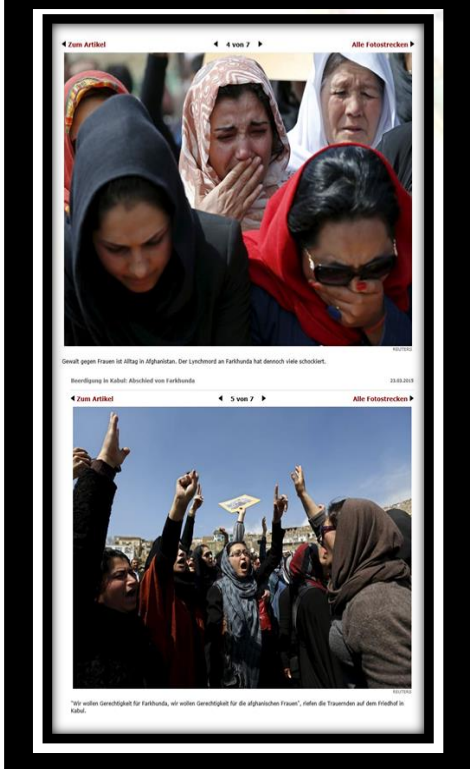 Zum Artikel
4 von 7
Alle Fotostrecken
REUTERS
Gewalt gegen Frauen ist Alltag in Afghanistan. Der Lynchmord an Farkhunda hat dennoch viele schockiert.
Beerdigung in Kabul: Abschied von Farkhunda
23.03.2015
Zum Artikel
5 von 7
Alle Fotostrecken
REUTERS
"Wir wollen Gerechtigkeit für Farkhunda, wir wollen Gerechtigkeit für die afghanischen Frauen", riefen die Trauernden auf dem Friedhof in
Kabul.